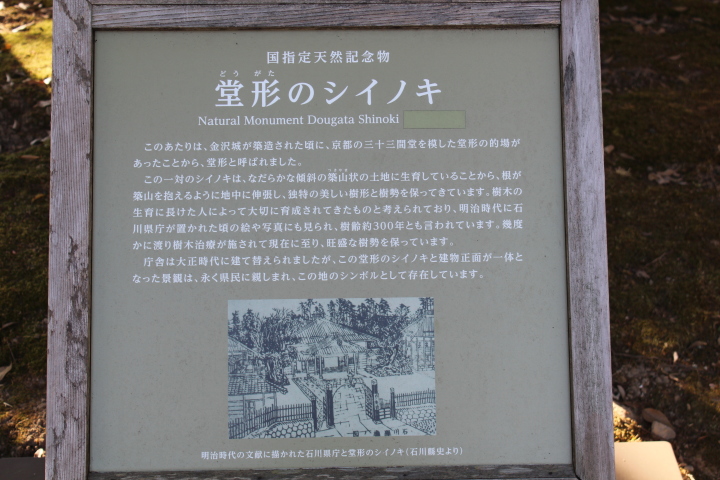 国指定天然記念物
どう がた
堂形のシイノキ
Natural Monument Dougata Shinoki
このあたりは、金沢城が築造された頃に、京都の三十三間堂を模した堂形の的場が
あったことから、堂形と呼ばれました。
この一対のシイノキは、なだらかな傾斜の築山状の土地に生育していることから、根が
築山を抱えるように地中に伸張し、独特の美しい樹形と樹勢を保ってきています。樹木の
生育に長けた人によって大切に育成されてきたものと考えられており、明治時代に石
川県庁が置かれた頃の絵や写真にも見られ、樹齢約300年とも言われています。幾度
かに渡り樹木治療が施されて現在に至り、旺盛な樹勢を保っています。
庁舎は大正時代に建て替えられましたが、この堂形のシイノキと建物正面が一体と
なった景観は、永く県民に親しまれ、この地のシンボルとして存在しています。
明治時代の文献に描かれた石川県庁と堂形のシイノキ(石川縣史より)